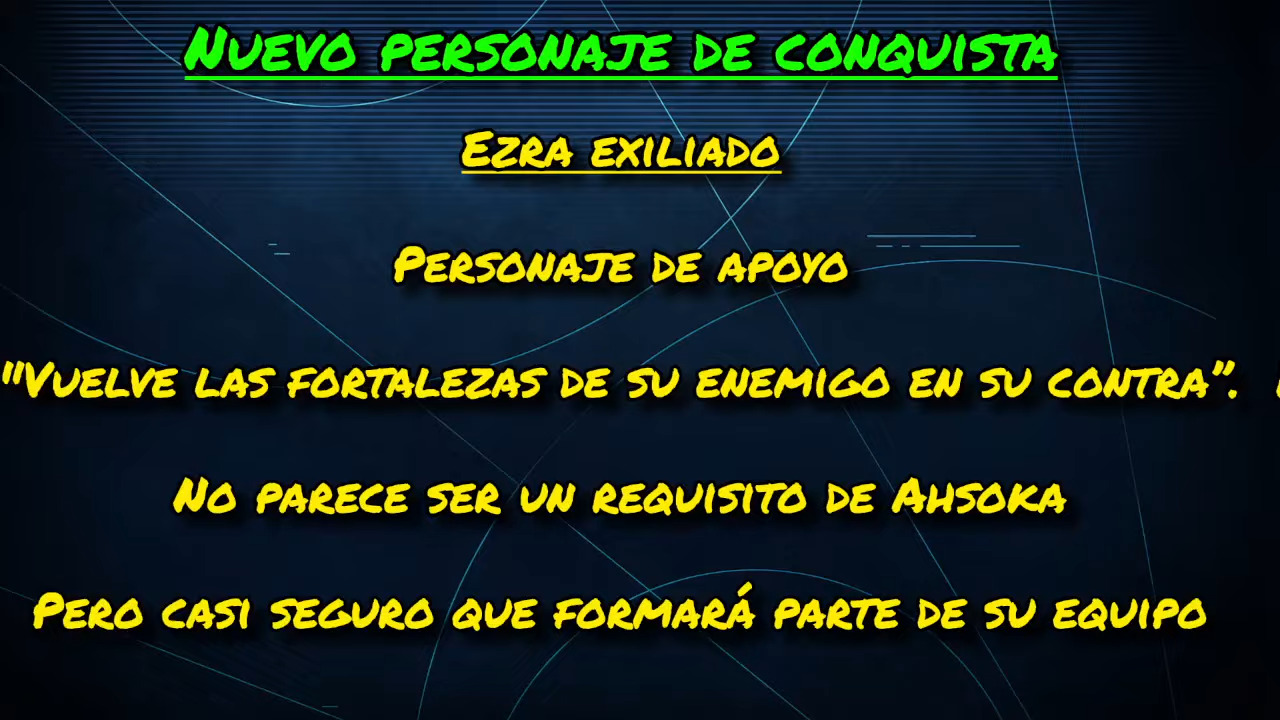 Nuevo personaje de conquista
Ezra exiliado
Personaje de apoyo
"Vuelve las fortalezas de su enemigo en su contra”.
No parece ser un requisito de Ahsoka
Pero casi seguro que formará parte de su equipo